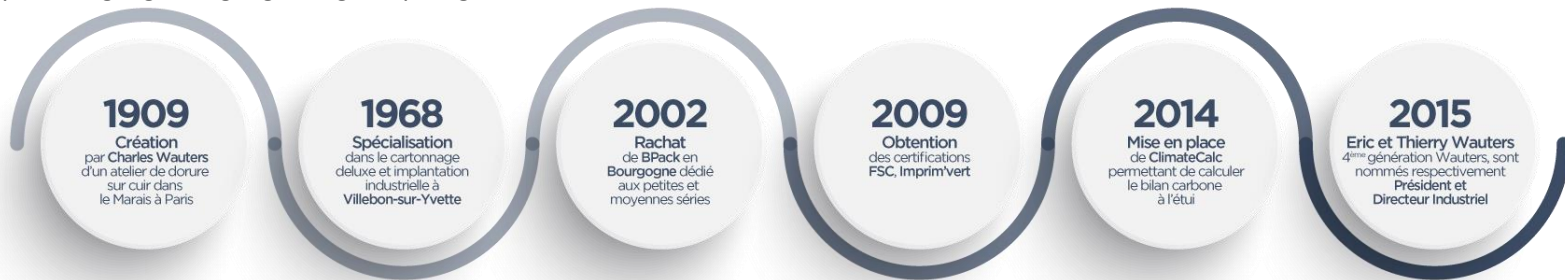 1909
Création
par Charles Wauters
d'un atelier de dorure
sur cuir dans
le Marais à Paris
1968
Spécialisation
dans le cartonnage
deluxe et implantation
industrielle à
Villebon-sur-Yvette
2002
Rachat
de BPack en
Bourgogne dédié
aux petites et
moyennes séries
2009
Obtention
des certifications
FSC, Imprim'vert
2014
Mise en place
de ClimateCalc
permettant de calculer
le bilan carbone
à l'étui
2015
Eric et Thierry Wauters
4ème génération Wauters, sont
nommés respectivement
Président et
Directeur Industriel